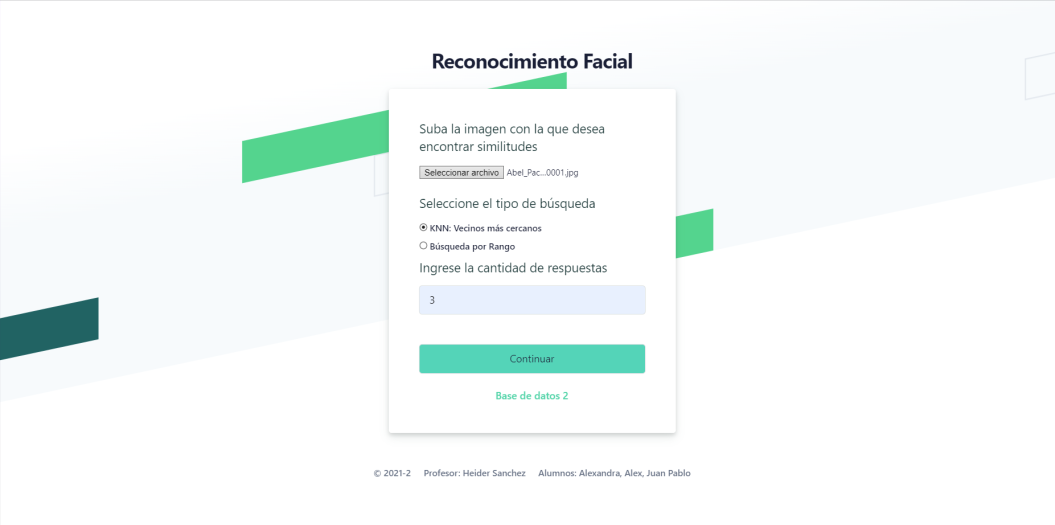 Reconocimiento Facial
Suba la imagen con la que desea
encontrar similitudes
Seleccionar archivo Abel_Pac...0001.jpg
Seleccione el tipo de búsqueda
KNN: Vecinos más cercanos
Búsqueda por Rango
Ingrese la cantidad de respuestas
3
Continuar
Base de datos 2
© 2021-2 Profesor: Heider Sanchez Alumnos: Alexandra, Alex, Juan Pablo